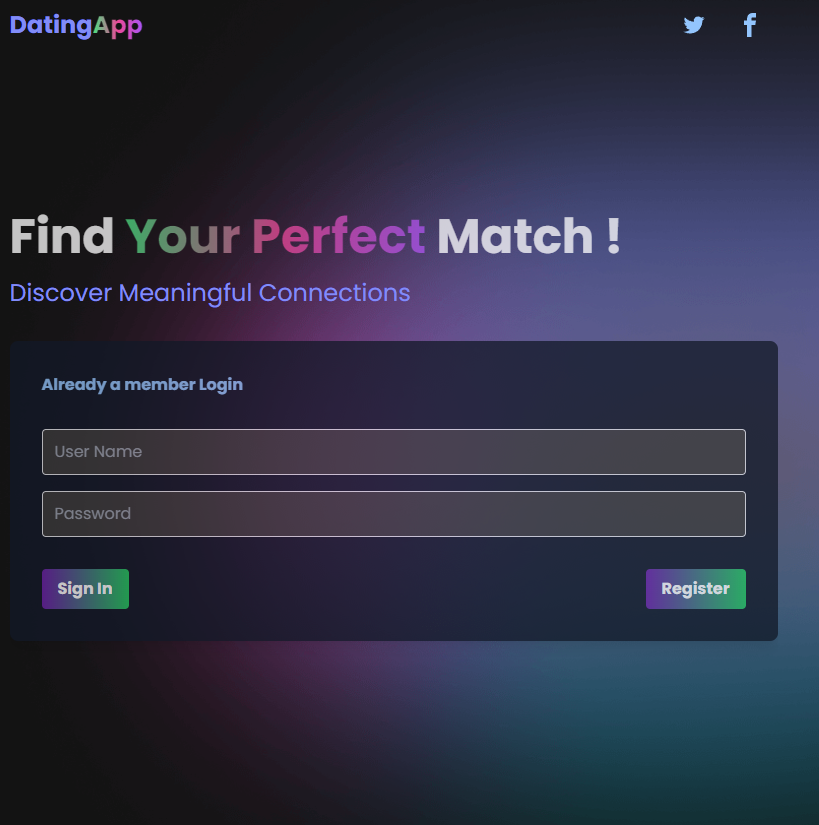 DatingApp
Find Your Perfect Match !
Discover Meaningful Connections
Already a member Login
User Name
Password
Sign In
Register